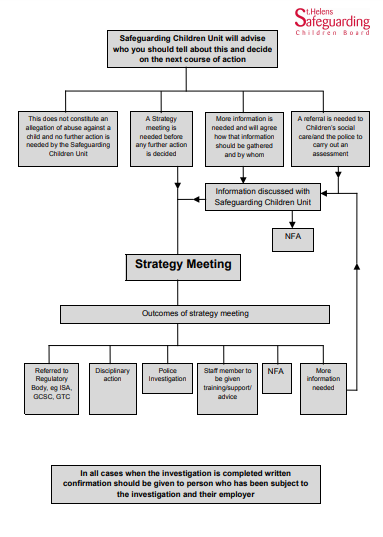 St.Helens
Safeguarding
Children Board
Safeguarding Children Unit will advise
who you should tell about this and decide
on the next course of action
This does not constitute an
allegation of abuse against a
child and no further action is
needed by the Safeguarding
Children Unit
A Strategy
meeting is
needed before
any further action
is decided
More information is
needed and will agree
how that information
should be gathered
and by whom
A referral is needed to
Children's social
care/and the police to
carry out an
assessment
Information discussed with
Safeguarding Children Unit
NFA
Strategy Meeting
Outcomes of strategy meeting
Referred to
Regulatory
Body, eg ISA,
GCSC, GTC
Disciplinary
action
Police
Investigation
Staff member to
be given
training/support/
advice
NFA
More
information
needed
In all cases when the investigation is completed written
confirmation should be given to person who has been subject to
the investigation and their employer